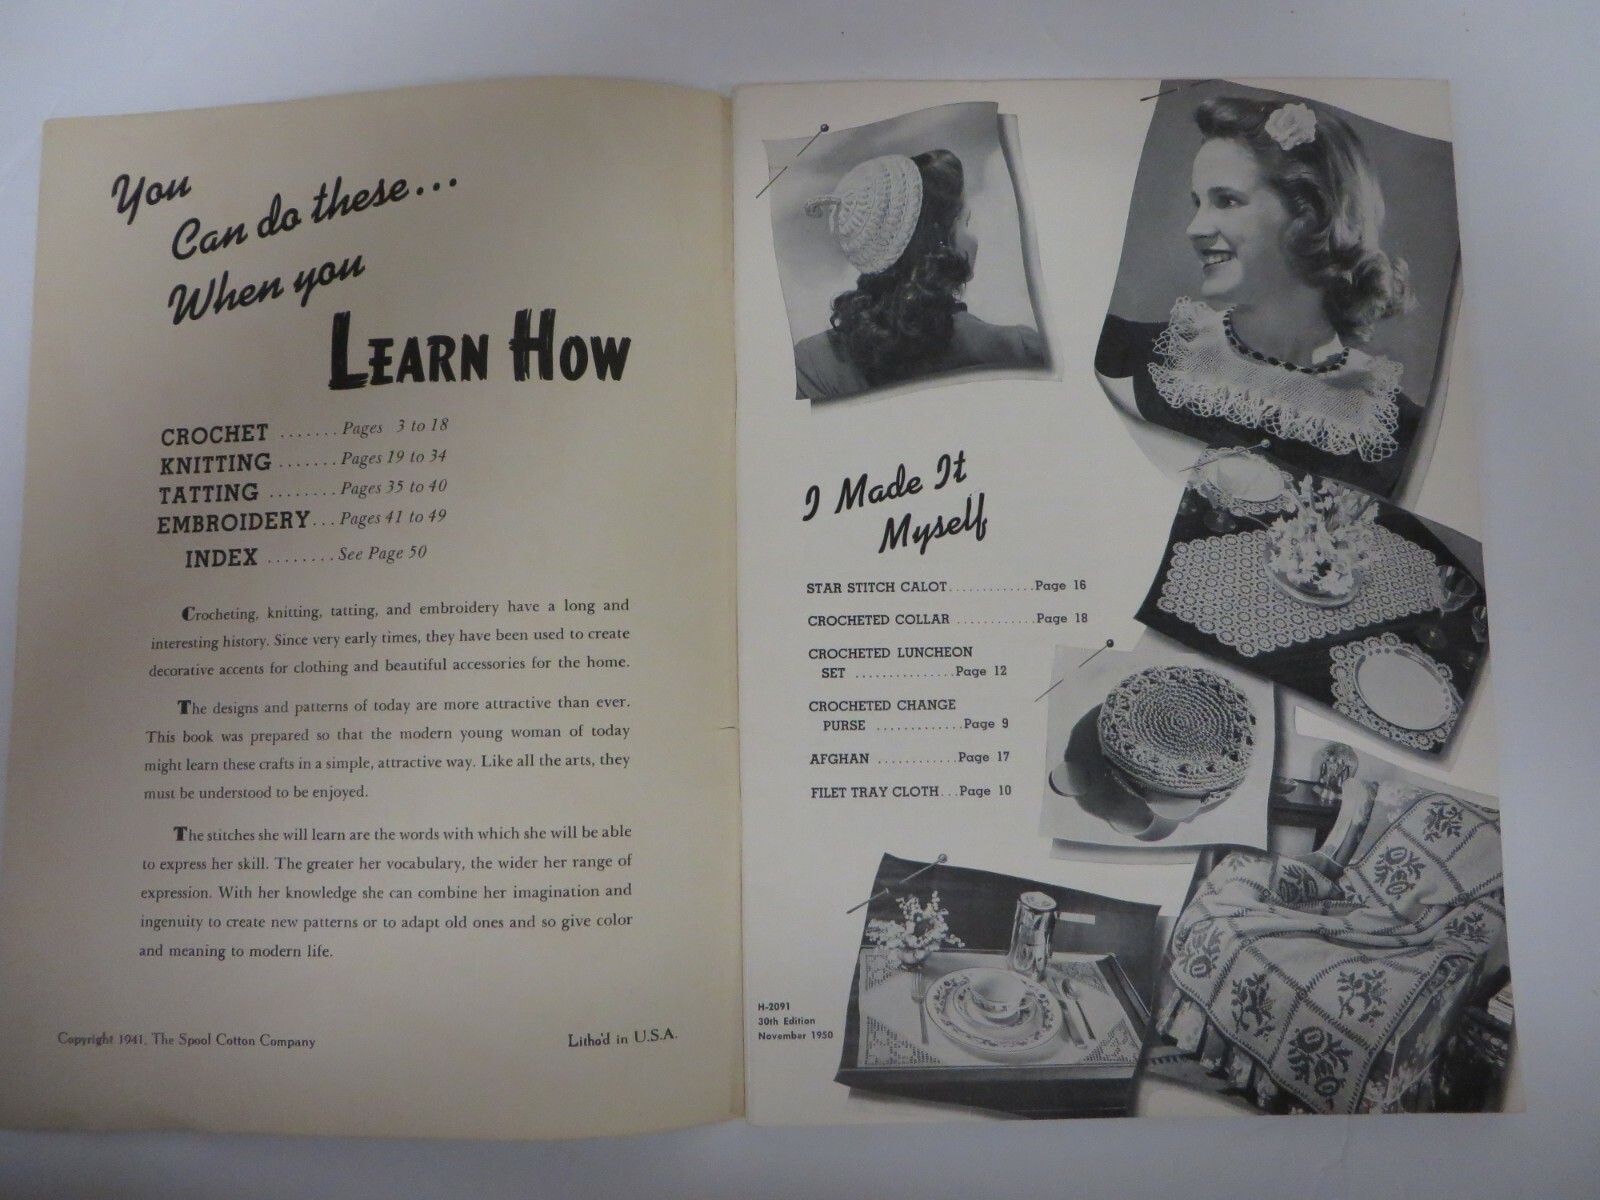 You
Can do these...
When you
LEARN HOW
CROCHET ....... Pages 3 to 18
KNITTING ....... Pages 19 to 34
TATTING ........ Pages 35 to 40
EMBROIDERY... Pages 41 to 49
INDEX ........ See Page 50
Crocheting, knitting, tatting, and embroidery have a long and
interesting history. Since very early times, they have been used to create
decorative accents for clothing and beautiful accessories for the home.
The designs and patterns of today are more attractive than ever.
This book was prepared so that the modern young woman of today
might learn these crafts in a simple, attractive way. Like all the arts, they
must be understood to be enjoyed.
The stitches she will learn are the words with which she will be able
to express her skill. The greater her vocabulary, the wider her range of
expression. With her knowledge she can combine her imagination and
ingenuity to create new patterns or to adapt old ones and so give color
and meaning to modern life.
Copyright 1941, The Spool Cotton Company
Litho'd in U.S.A.
I Made It
Myself
STAR STITCH CALOT............Page 16
CROCHETED COLLAR ...........Page 18
CROCHETED LUNCHEON
SET ...............Page 12
CROCHETED CHANGE
PURSE .............Page 9
AFGHAN ............Page 17
FILET TRAY CLOTH...Page 10
H-2091
30th Edition
November 1950